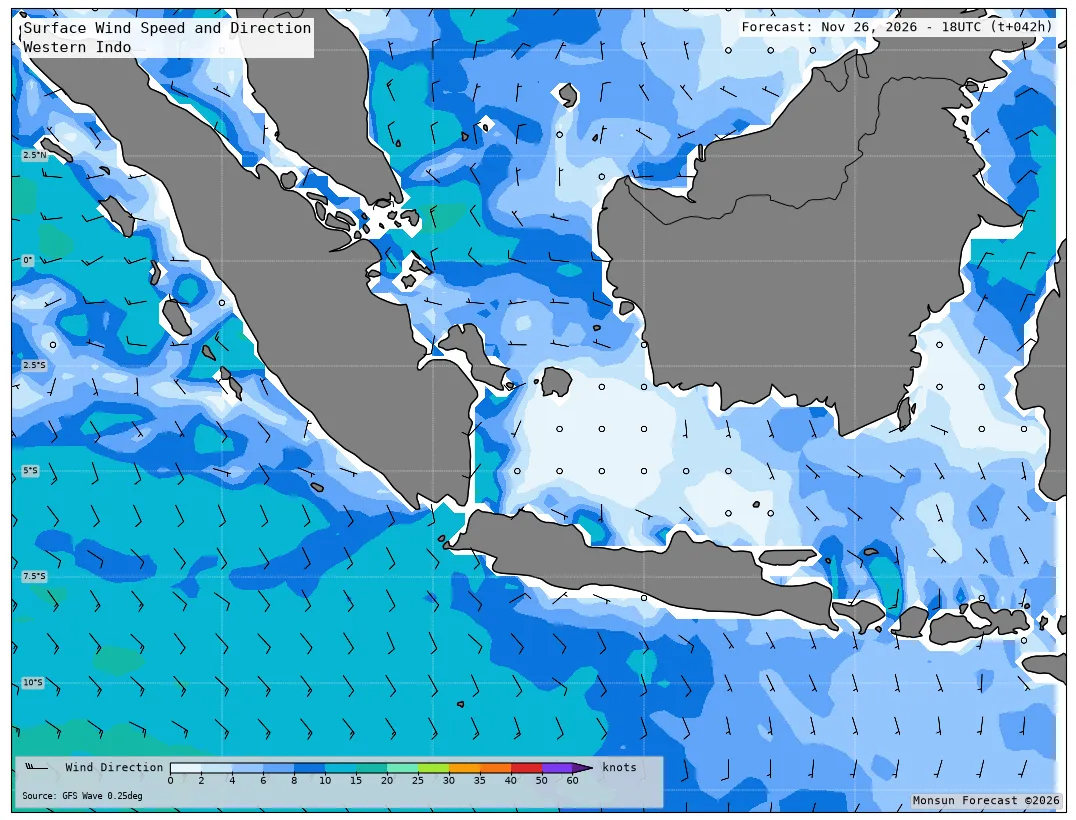 Surface Wind Speed and Direction
Western Indo
Forecast: Nov 26, 2026 - 18UTC (t+042h)
2.5°N
0°
2.5°S
5°S
7.5°S
10°S
Wind Direction
0 2 4 6 8 10 15 20 25 30 35 40 50 60
knots
Source: GFS Wave 0.25deg
Monsun Forecast ©2026